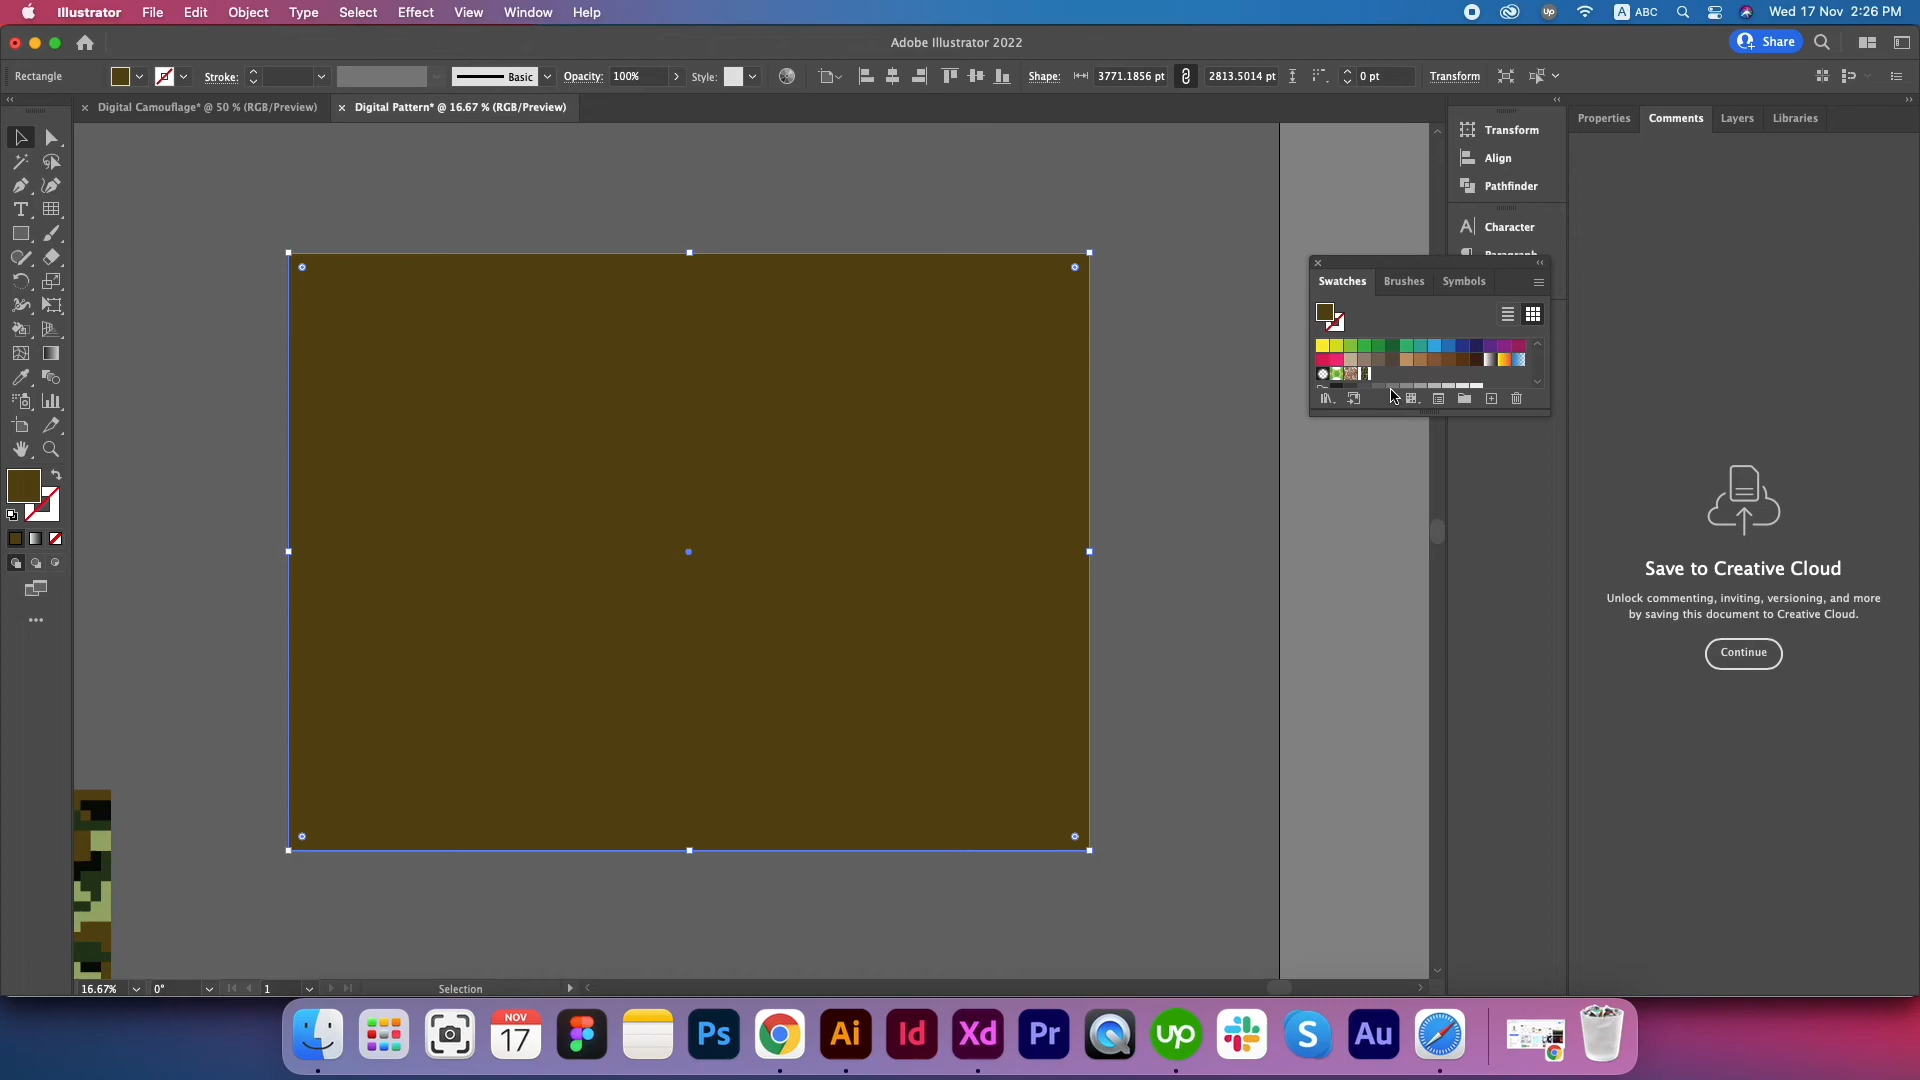 Illustrator File Edit Object Type Select Effect View Window Help
Up A ABC Wed 17 Nov 2:26 PM
Adobe Illustrator 2022
Share
Rectangle Stroke: Basic Opacity: 100% Style: Shape: 3771.1856 pt 2813.5014 pt 0 pt Transform
Digital Camouflage* @ 50 % (RGB/Preview)
Digital Pattern* @ 16.67 % (RGB/Preview)
Properties Comments Layers Libraries
Transform
Align
Pathfinder
Character
Paragraph
Swatches Brushes Symbols
Save to Creative Cloud
Unlock commenting, inviting, versioning, and more
by saving this document to Creative Cloud.
Continue
16.67% 0° 1 Selection
NOV
17
Ps
Ai
Id
Xd
Pr
up
S
Au